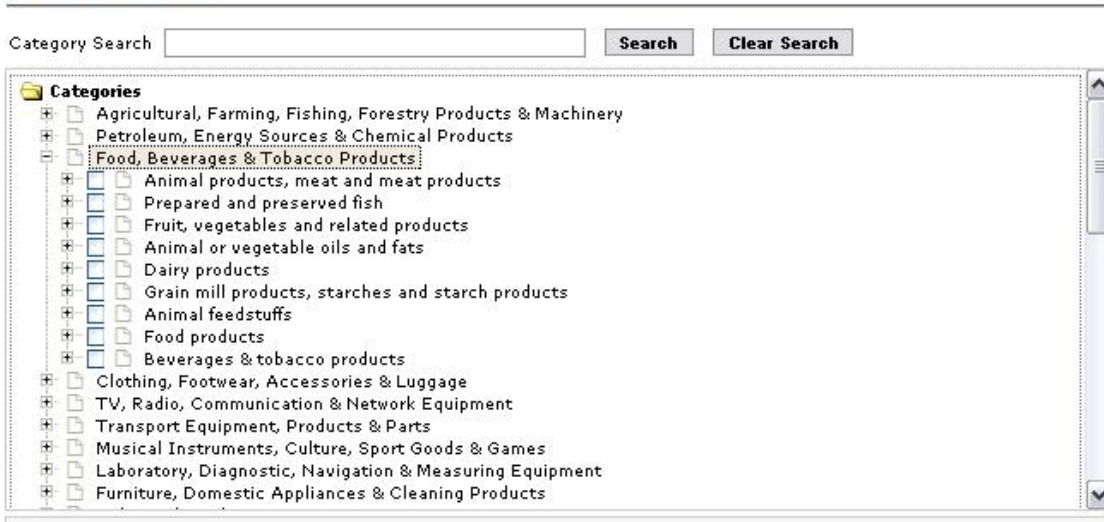 Category Search Search Clear Search
Categories
Agricultural, Farming, Fishing, Forestry Products & Machinery
Petroleum, Energy Sources & Chemical Products
Food, Beverages & Tobacco Products
Animal products, meat and meat products
Prepared and preserved fish
Fruit, vegetables and related products
Animal or vegetable oils and fats
Dairy products
Grain mill products, starches and starch products
Animal feedstuffs
Food products
Beverages & tobacco products
Clothing, Footwear, Accessories & Luggage
TV, Radio, Communication & Network Equipment
Transport Equipment, Products & Parts
Musical Instruments, Culture, Sport Goods & Games
Laboratory, Diagnostic, Navigation & Measuring Equipment
Furniture, Domestic Appliances & Cleaning Products